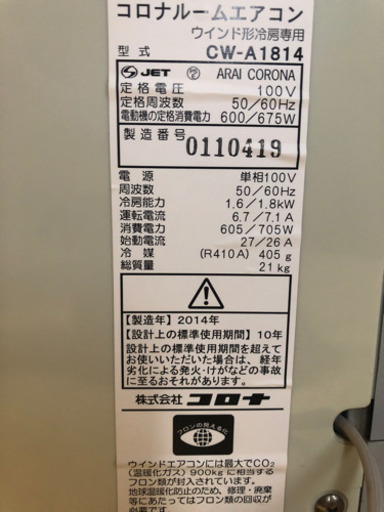 コロナルームエアコン
ウインド形冷房専用
型式 CW-A1814
JET ARAI CORONA
定格電圧 100V
定格周波数 50/60Hz
電動機の定格消費電力 600/675W
製造番号 0110419
電源 単相100V
周波数 50/60Hz
冷房能力 1.6/1.8kW
運転電流 6.7/7.1A
消費電力 605/705W
始動電流 27/26A
冷媒 (R410A) 405g
総質量 21kg
【製造年】2014年
【設計上の標準使用期間】10年
設計上の標準使用期間を超えて
お使いいただいた場合は、経年
劣化による発火・けがなどの事故
に至るおそれがあります。
株式会社 コロナ
フロンの見える化
ウインドエアコンには最大でCO2
(温暖化ガス)900kgに相当する
フロン類が封入されています。
地球温暖化防止のため、修理・廃棄
等にあたってはフロン類の回収が